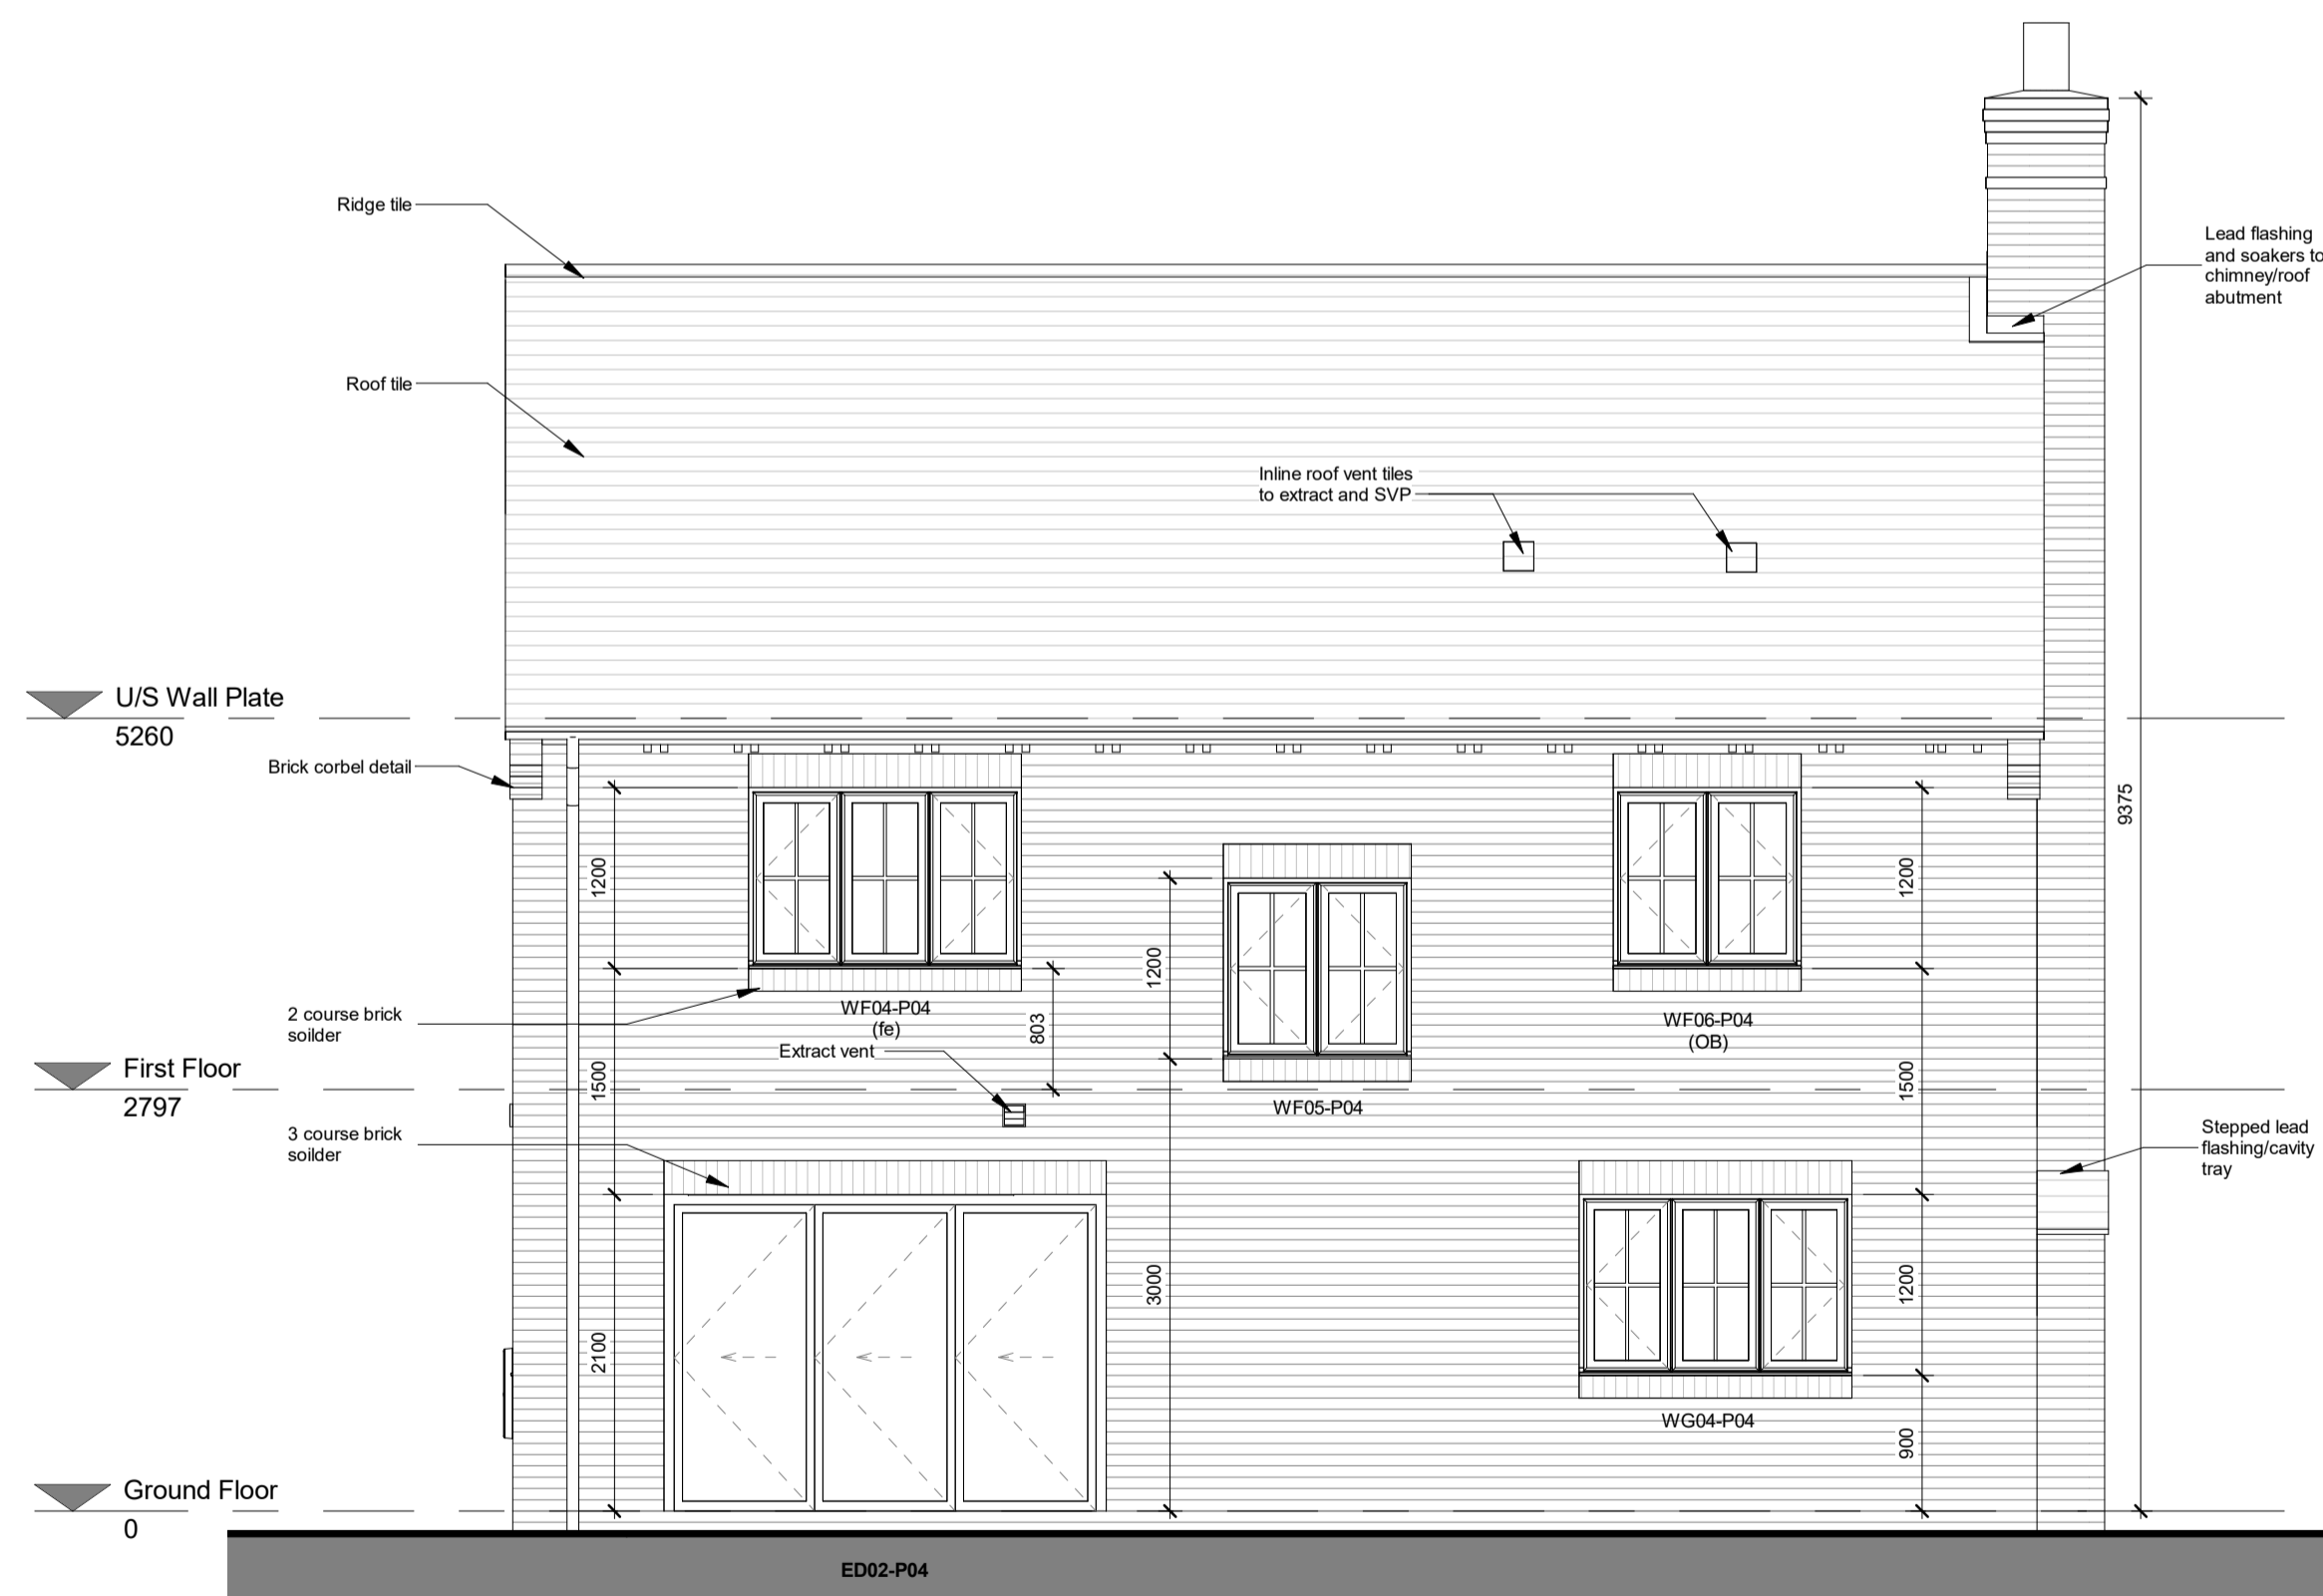 Ridge tile
Lead flashing
and soakers to
chimney/roof
abutment
Roof tile
Inline roof vent tiles
to extract and SVP
U/S Wall Plate
5260
Brick corbel detail
9375
1200
1200
1200
2 course brick
soilder
WF04-P04
(fe)
803
WF06-P04
(OB)
Extract vent
First Floor
2797
1500
1500
WF05-P04
3 course brick
soilder
Stepped lead
flashing/cavity
tray
3000
1200
2100
WG04-P04
900
Ground Floor
0
ED02-P04